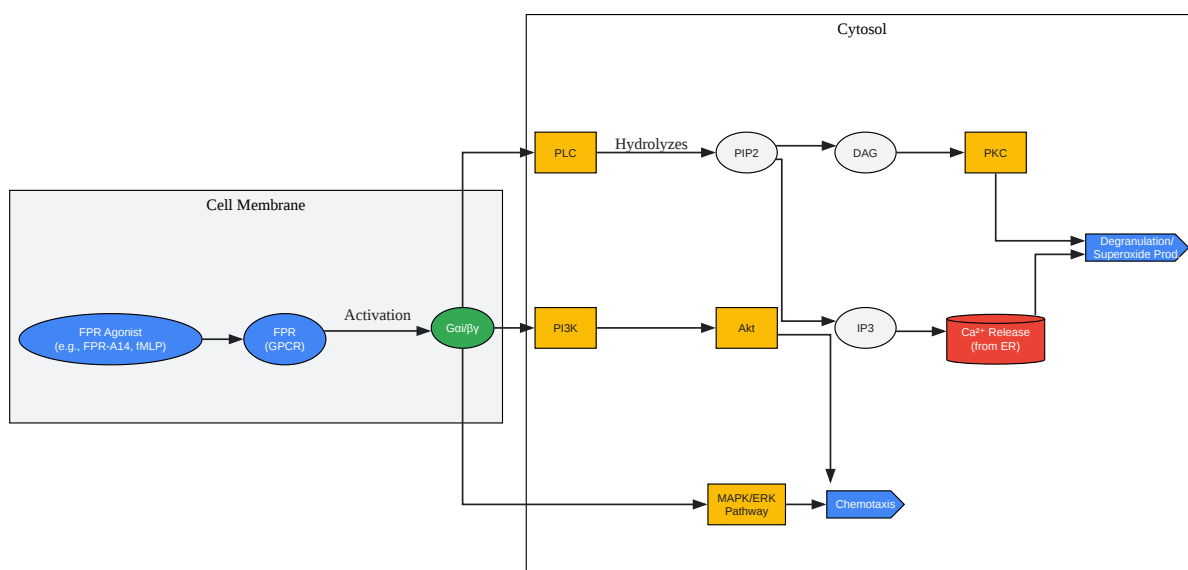 Cytosol
PLC
Hydrolyzes
PIP2
DAG
PKC
Cell Membrane
Degranulation/
Superoxide Prod.
FPR Agonist
(e.g., FPR-A14, fMLP)
FPR
(GPCR)
Activation
Gαi/βγ
PI3K
Akt
IP3
Ca²⁺ Release
(from ER)
MAPK/ERK
Pathway
Chemotaxis